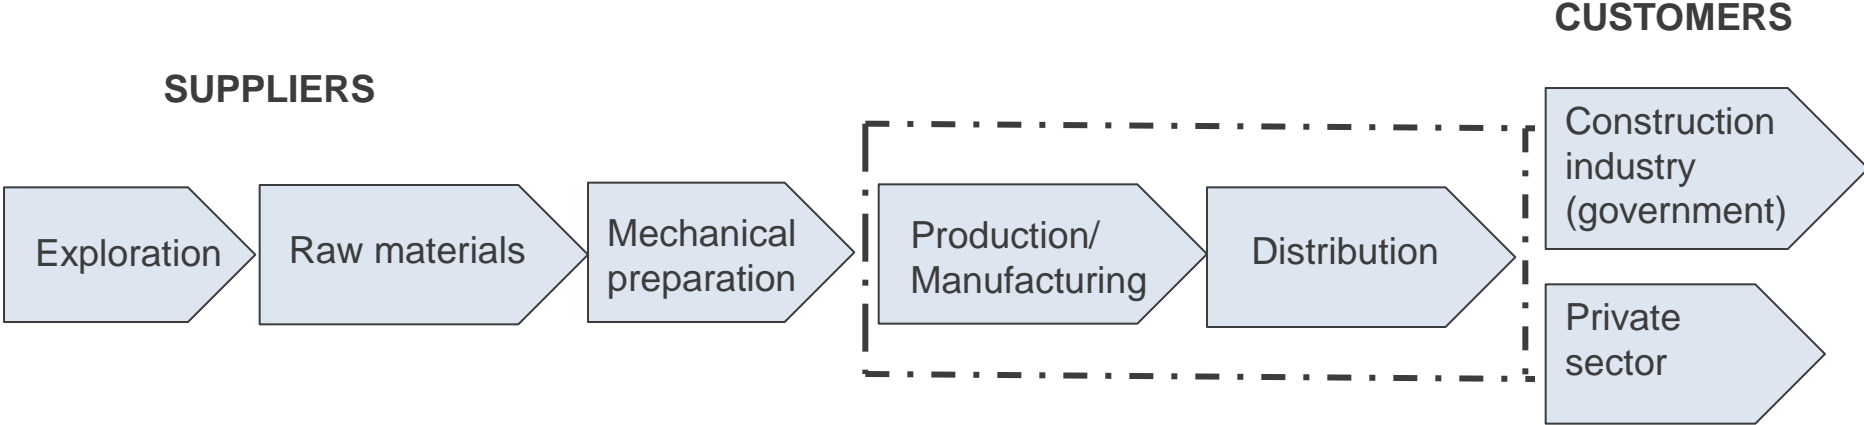 CUSTOMERS
SUPPLIERS
Exploration
Raw materials
Mechanical
preparation
Production/
Manufacturing
Distribution
Construction
industry
(government)
Private
sector